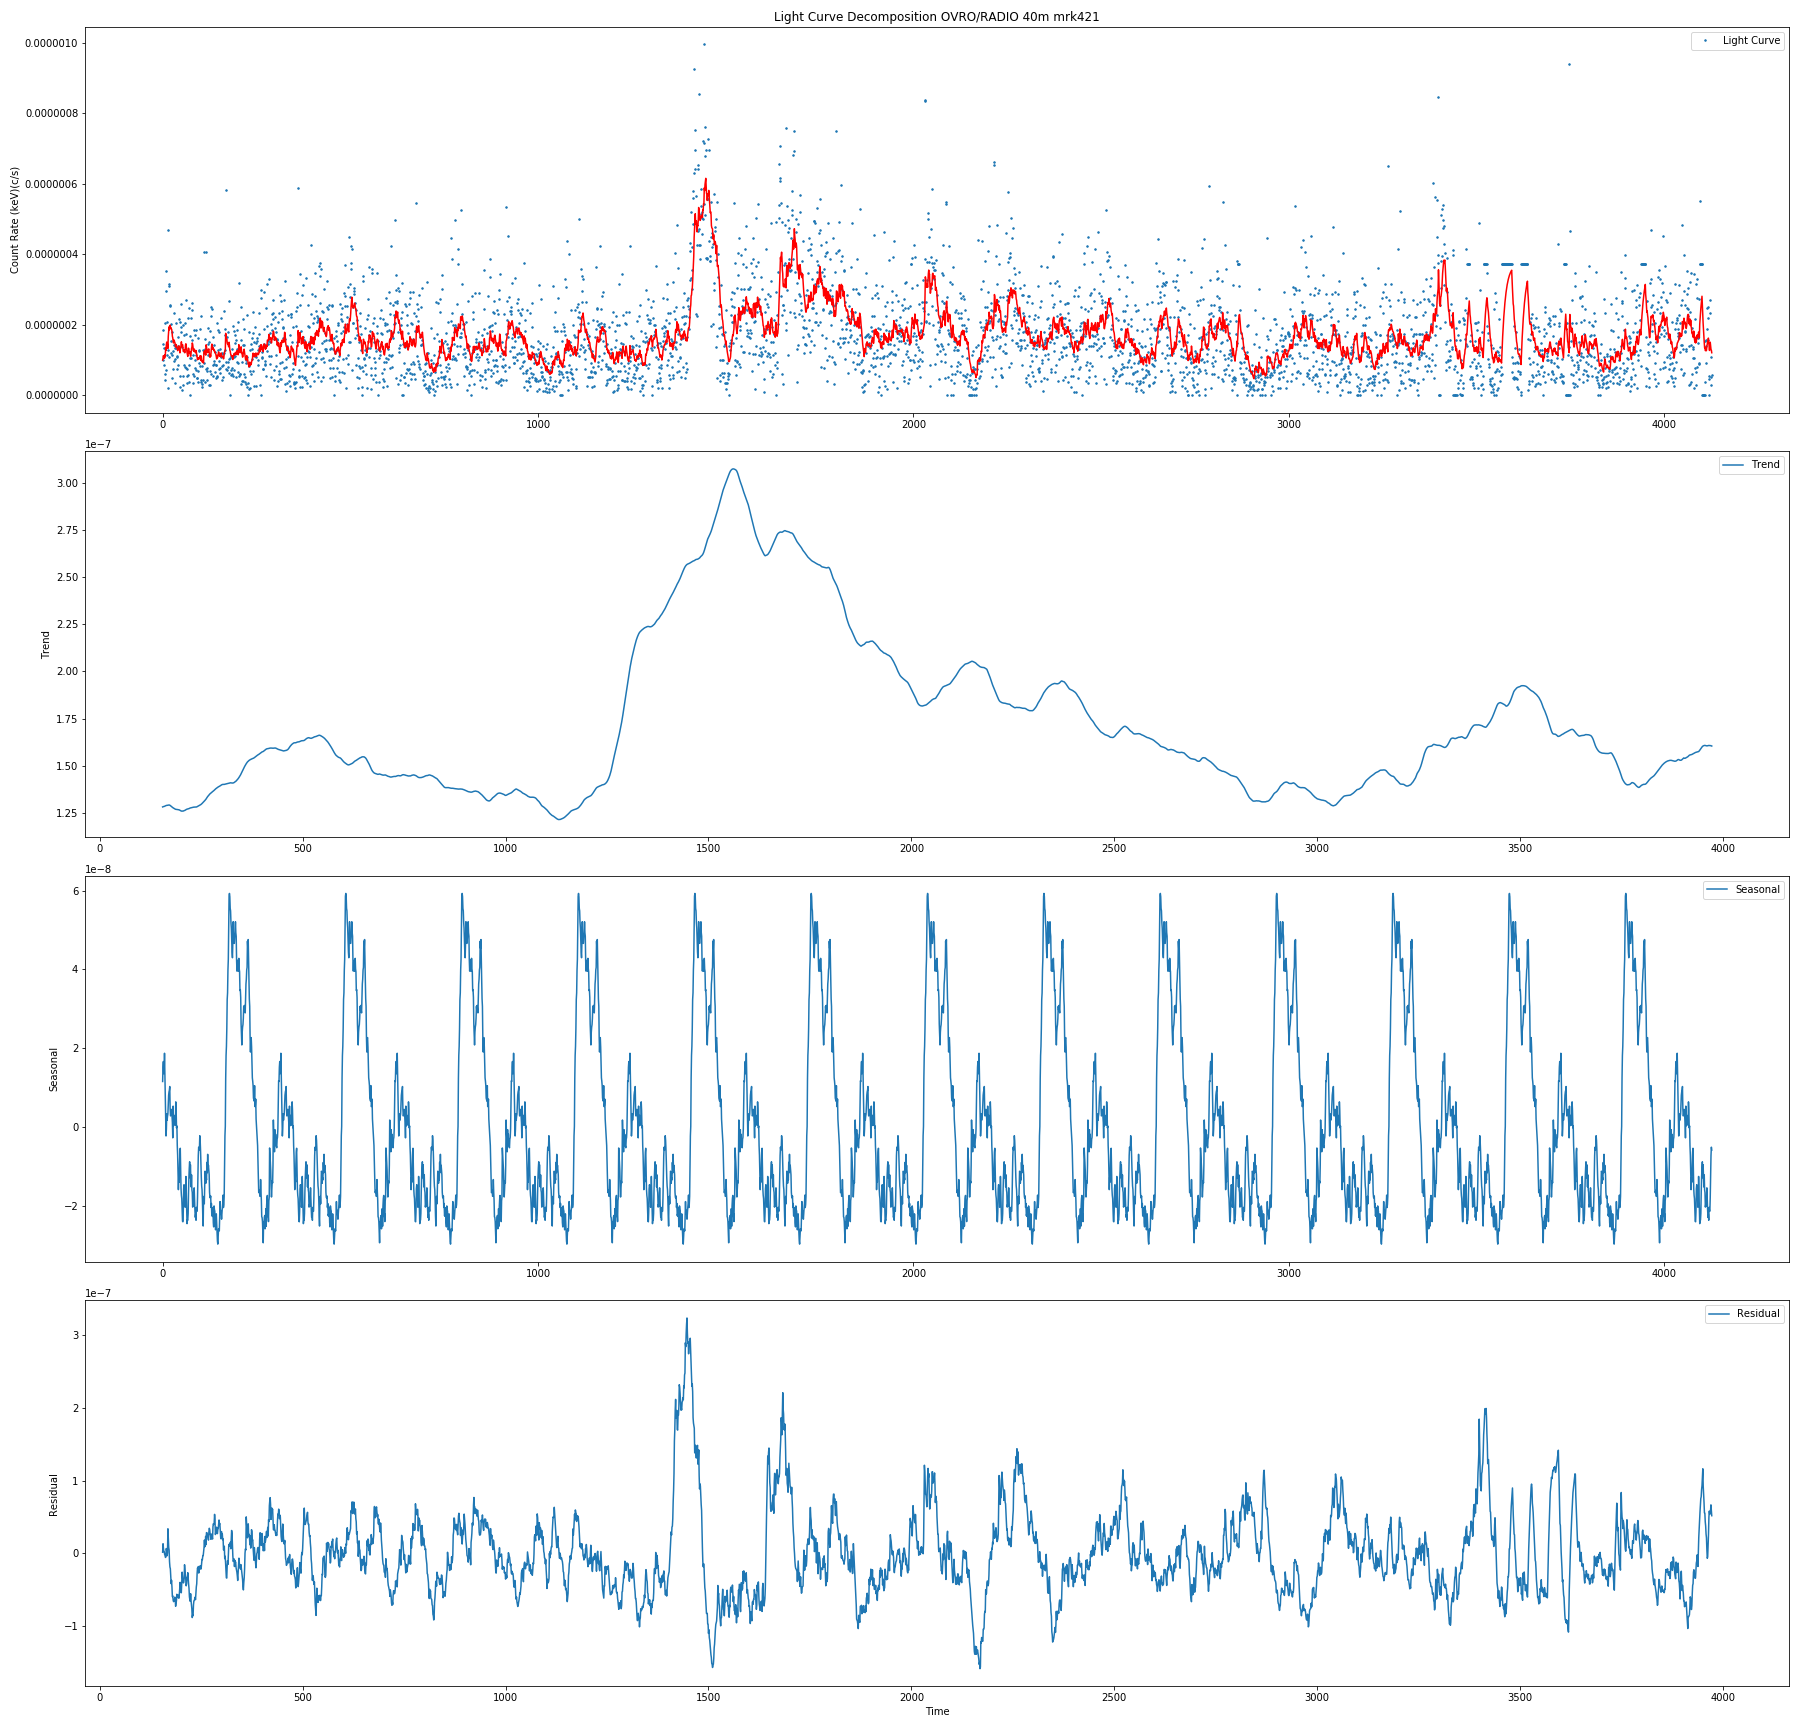 Light Curve Decomposition OVRO/RADIO 40m mrk421
Light Curve
Count Rate (keV)(c/s)
0.0000010
0.0000008
0.0000006
0.0000004
0.0000002
0.0000000
0 1000 2000 3000 4000
1e−7
Trend
Trend
3.00
2.75
2.50
2.25
2.00
1.75
1.50
1.25
0 500 1000 1500 2000 2500 3000 3500 4000
1e−8
Seasonal
Seasonal
6
4
2
0
−2
0 1000 2000 3000 4000
1e−7
Residual
Residual
3
2
1
0
−1
0 500 1000 1500 2000 2500 3000 3500 4000
Time